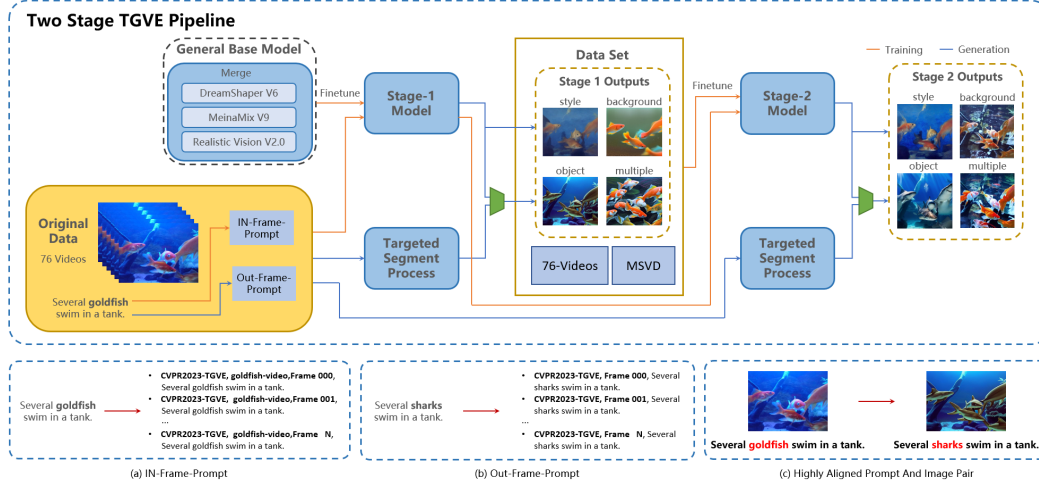 Two Stage TGVE Pipeline
General Base Model
Merge
DreamShaper V6
MeinaMix V9
Realistic Vision V2.0
Finetune
Stage-1
Model
Data Set
Stage 1 Outputs
style
background
object
multiple
76-Videos
MSVD
Finetune
Stage-2
Model
Training
Generation
Stage 2 Outputs
style
background
object
multiple
Original
Data
76 Videos
IN-Frame-
Prompt
Out-Frame-
Prompt
Several goldfish
swim in a tank.
Targeted
Segment
Process
Targeted
Segment
Process
Several goldfish
swim in a tank.
• CVPR2023-TGVE, goldfish-video,Frame 000,
Several goldfish swim in a tank.
• CVPR2023-TGVE, goldfish-video,Frame 001,
Several goldfish swim in a tank.
...
• CVPR2023-TGVE, goldfish-video,Frame N,
Several goldfish swim in a tank.
(a) IN-Frame-Prompt
Several sharks
swim in a tank.
• CVPR2023-TGVE, Frame 000, Several
sharks swim in a tank.
• CVPR2023-TGVE, Frame 001, Several
sharks swim in a tank.
...
• CVPR2023-TGVE, Frame N, Several
sharks swim in a tank.
(b) Out-Frame-Prompt
Several goldfish swim in a tank.
Several sharks swim in a tank.
(c) Highly Aligned Prompt And Image Pair